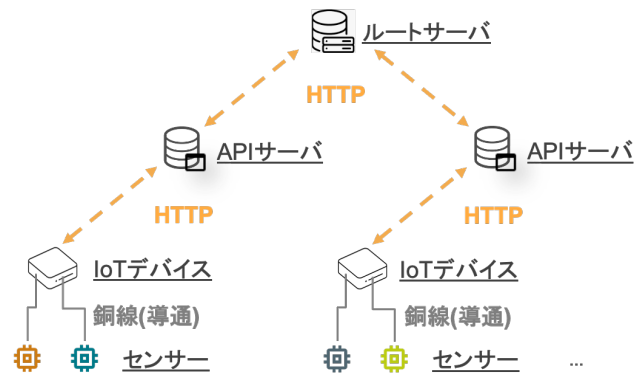 ルートサーバ
HTTP
APIサーバ
APIサーバ
HTTP
HTTP
IoTデバイス
IoTデバイス
銅線(導通)
銅線(導通)
センサー
センサー
...